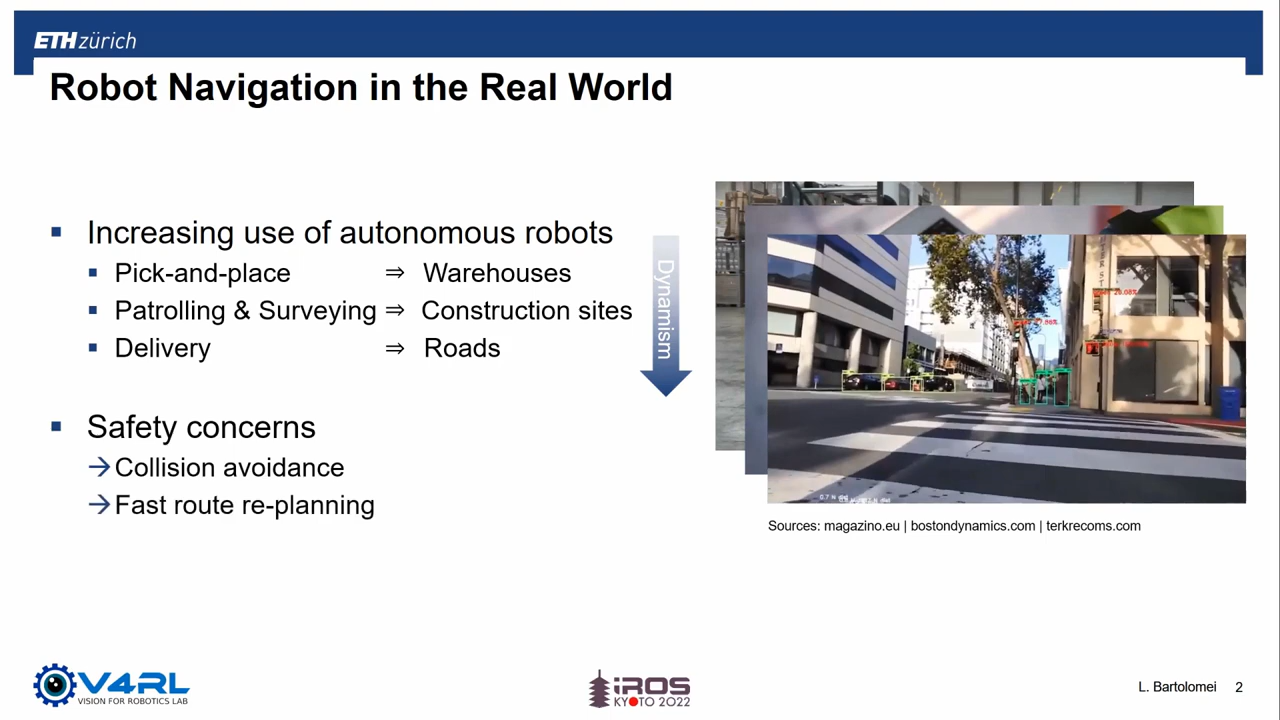 ETH zürich
Robot Navigation in the Real World
Increasing use of autonomous robots
Pick-and-place ⇒ Warehouses
Patrolling & Surveying ⇒ Construction sites
Delivery ⇒ Roads
Dynamism
Safety concerns
→ Collision avoidance
→ Fast route re-planning
Sources: magazino.eu | bostondynamics.com | terkrecoms.com
V4RL
VISION FOR ROBOTICS LAB
IROS
KYOTO 2022
L. Bartolomei 2